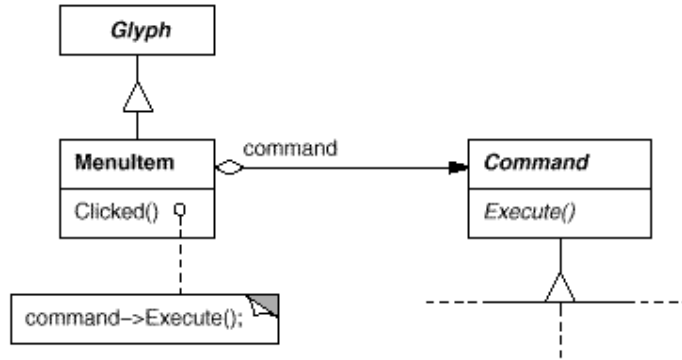 Glyph
MenuItem
command
Command
Clicked()
Execute()
command->Execute();